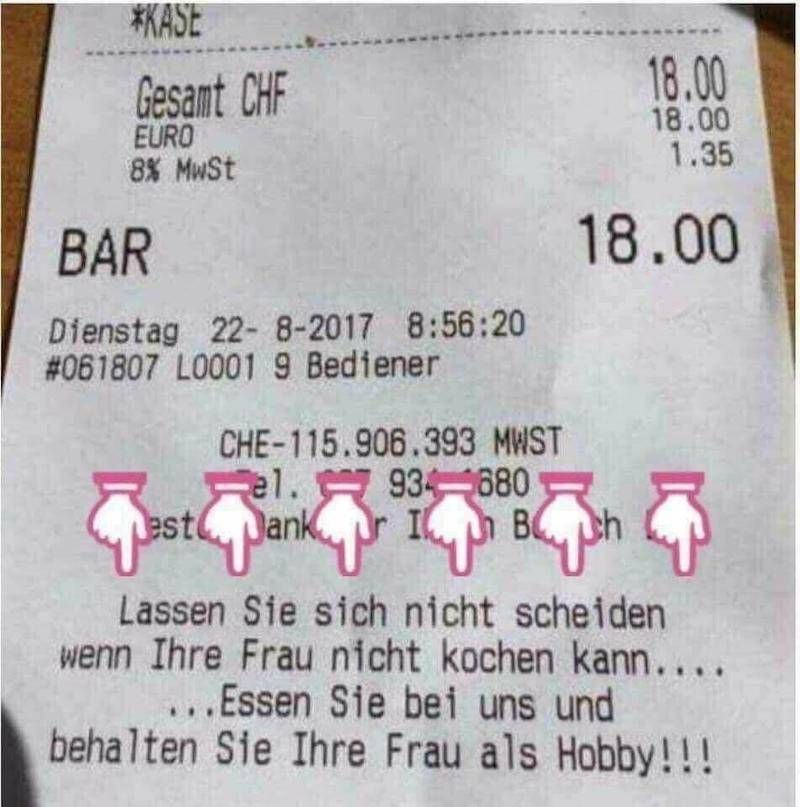 *KÄSE
Gesamt CHF 18.00
EURO 18.00
8% MwSt 1.35
BAR 18.00
Dienstag 22- 8-2017 8:56:20
#061807 L0001 9 Bediener
CHE-115.906.393 MWST
Lassen Sie sich nicht scheiden
wenn Ihre Frau nicht kochen kann....
...Essen Sie bei uns und
behalten Sie Ihre Frau als Hobby!!!